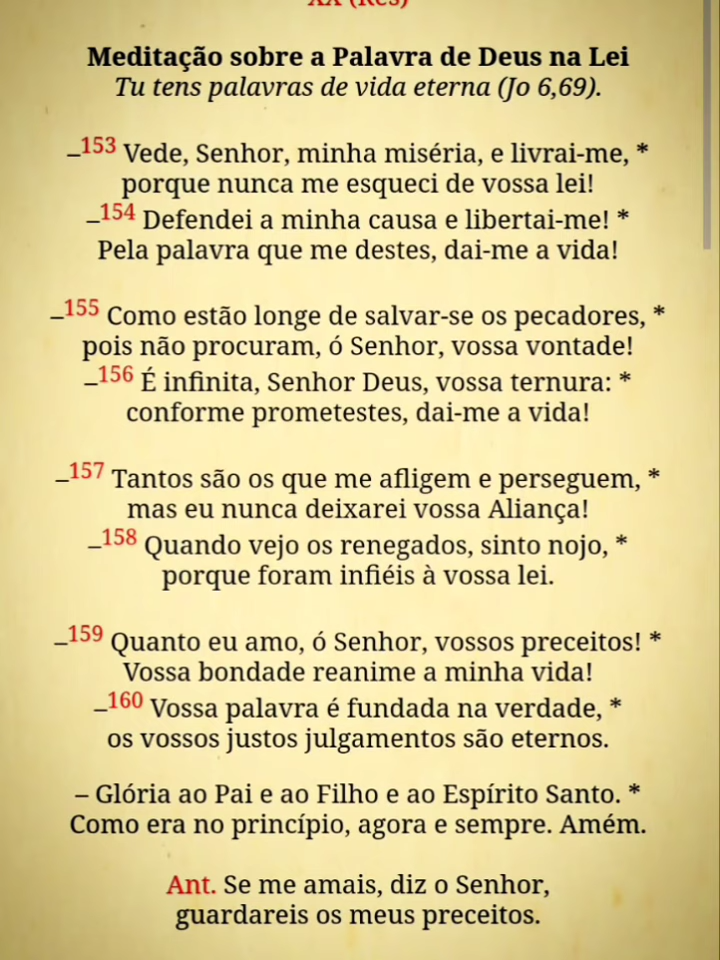 XX (Res)
Meditação sobre a Palavra de Deus na Lei
Tu tens palavras de vida eterna (Jo 6,69).
–153 Vede, Senhor, minha miséria, e livrai-me, *
porque nunca me esqueci de vossa lei!
–154 Defendei a minha causa e libertai-me! *
Pela palavra que me destes, dai-me a vida!
–155 Como estão longe de salvar-se os pecadores, *
pois não procuram, ó Senhor, vossa vontade!
–156 É infinita, Senhor Deus, vossa ternura: *
conforme prometestes, dai-me a vida!
–157 Tantos são os que me afligem e perseguem, *
mas eu nunca deixarei vossa Aliança!
–158 Quando vejo os renegados, sinto nojo, *
porque foram infiéis à vossa lei.
–159 Quanto eu amo, ó Senhor, vossos preceitos! *
Vossa bondade reanime a minha vida!
–160 Vossa palavra é fundada na verdade, *
os vossos justos julgamentos são eternos.
– Glória ao Pai e ao Filho e ao Espírito Santo. *
Como era no princípio, agora e sempre. Amém.
Ant. Se me amais, diz o Senhor,
guardareis os meus preceitos.